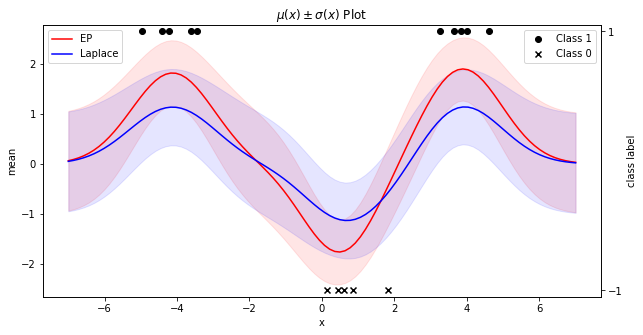 μ(x) ± σ(x) Plot
EP
Laplace
Class 1
Class 0
mean
2
1
0
−1
−2
1
−1
class label
−6
−4
−2
0
2
4
6
x